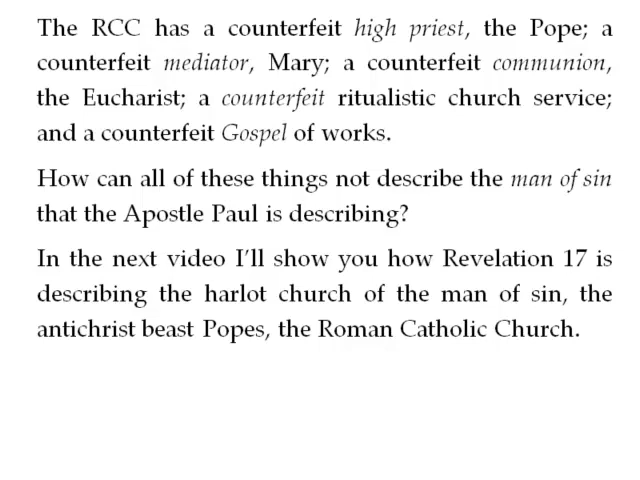 The RCC has a counterfeit high priest, the Pope; a
counterfeit mediator, Mary; a counterfeit communion,
the Eucharist; a counterfeit ritualistic church service;
and a counterfeit Gospel of works.
How can all of these things not describe the man of sin
that the Apostle Paul is describing?
In the next video I’ll show you how Revelation 17 is
describing the harlot church of the man of sin, the
antichrist beast Popes, the Roman Catholic Church.